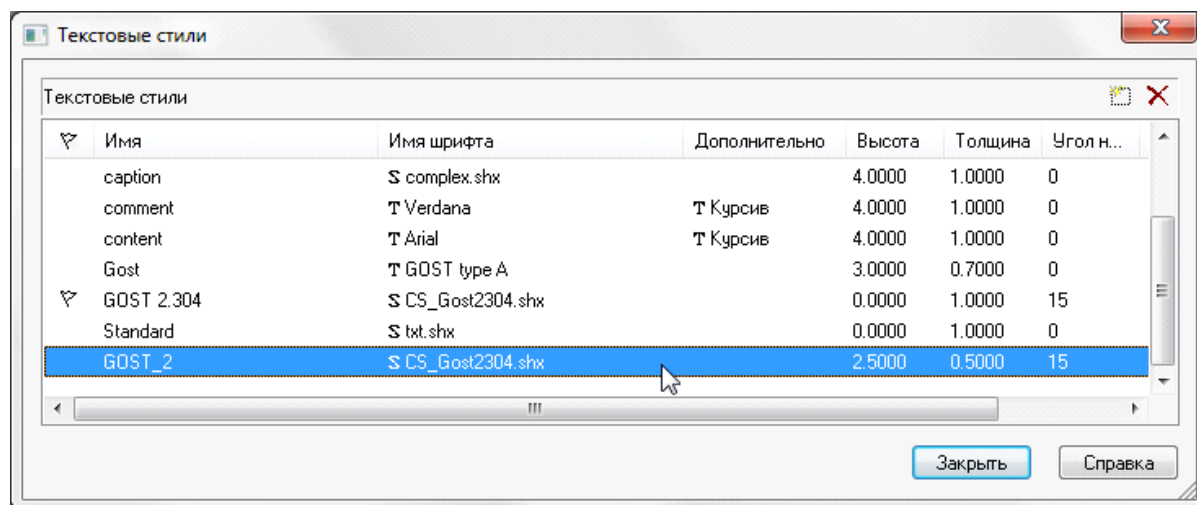 Текстовые стили
Текстовые стили
Имя Имя шрифта Дополнительно Высота Толщина Угол н...
caption S complex.shx 4.0000 1.0000 0
comment T Verdana T Курсив 4.0000 1.0000 0
content T Arial T Курсив 4.0000 1.0000 0
Gost T GOST type A 3.0000 0.7000 0
GOST 2.304 S CS_Gost2304.shx 0.0000 1.0000 15
Standard S txt.shx 0.0000 1.0000 0
GOST_2 S CS_Gost2304.shx 2.5000 0.5000 15
Закрыть Справка